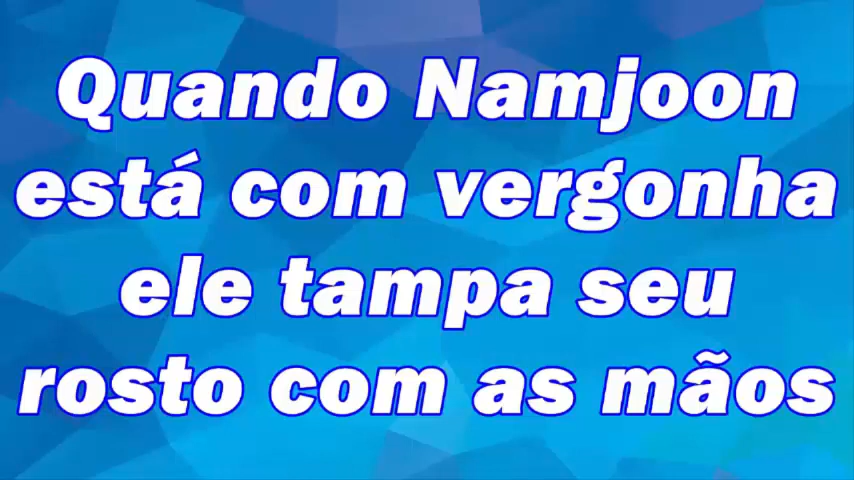 Quando Namjoon
está com vergonha
ele tampa seu
rosto com as mãos